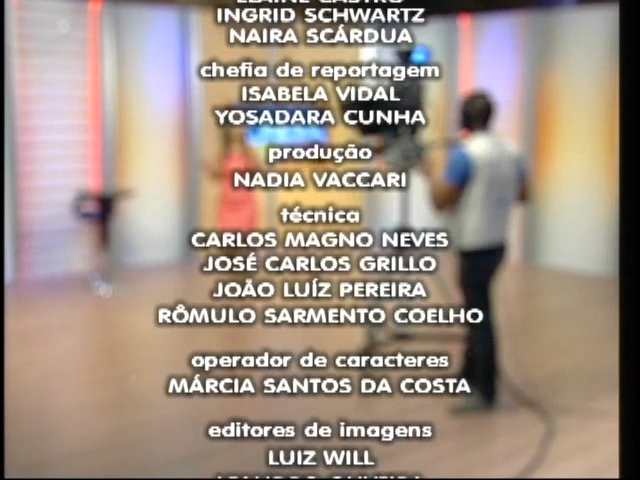 ELAINE CASTRO
INGRID SCHWARTZ
NAIRA SCÁRDUA
chefia de reportagem
ISABELA VIDAL
YOSADARA CUNHA
produção
NADIA VACCARI
técnica
CARLOS MAGNO NEVES
JOSÉ CARLOS GRILLO
JOÃO LUÍZ PEREIRA
RÔMULO SARMENTO COELHO
operador de caracteres
MÁRCIA SANTOS DA COSTA
editores de imagens
LUIZ WILL